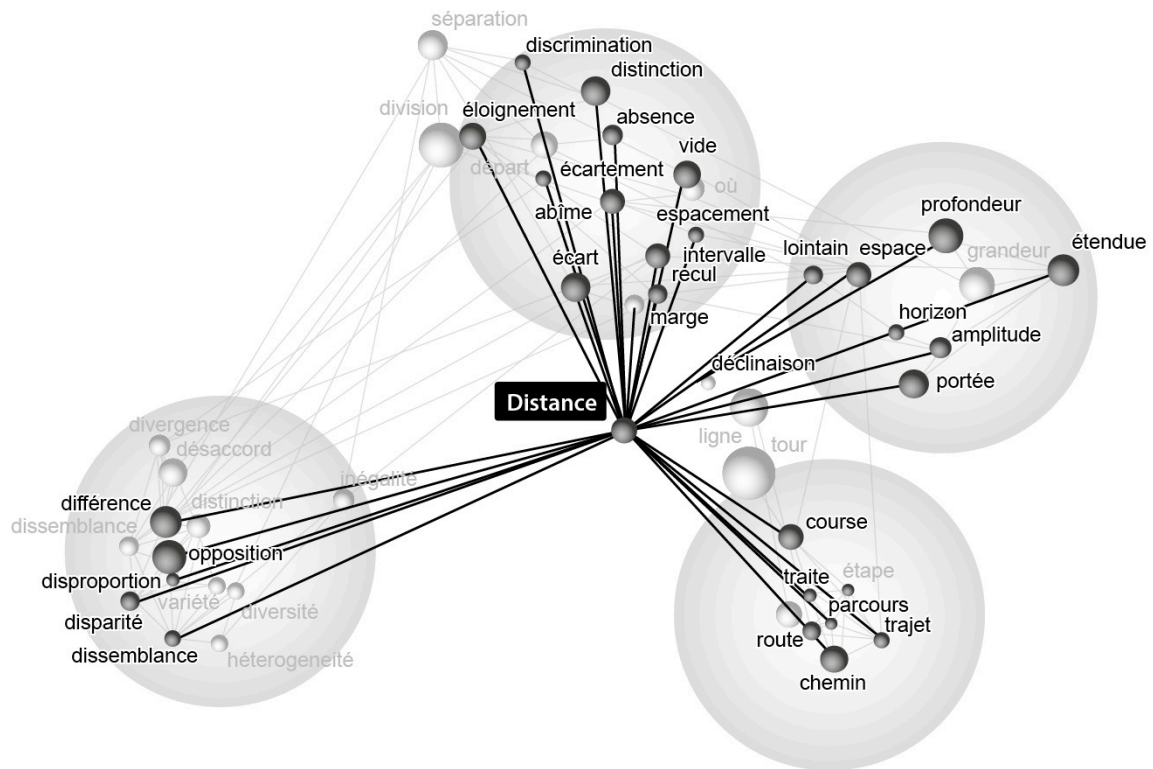 séparation
discrimination
distinction
division
éloignement
absence
vide
départ
écartement
où
abîme
espacement
profondeur
écart
intervalle
lointain
espace
grandeur
étendue
récul
horizon
marge
amplitude
déclinaison
portée
Distance
ligne
tour
divergence
désaccord
inégalité
différence
distinction
dissemblance
opposition
course
disproportion
variété
diversité
traite
étape
disparité
parcours
trajet
route
dissemblance
héterogeneité
chemin